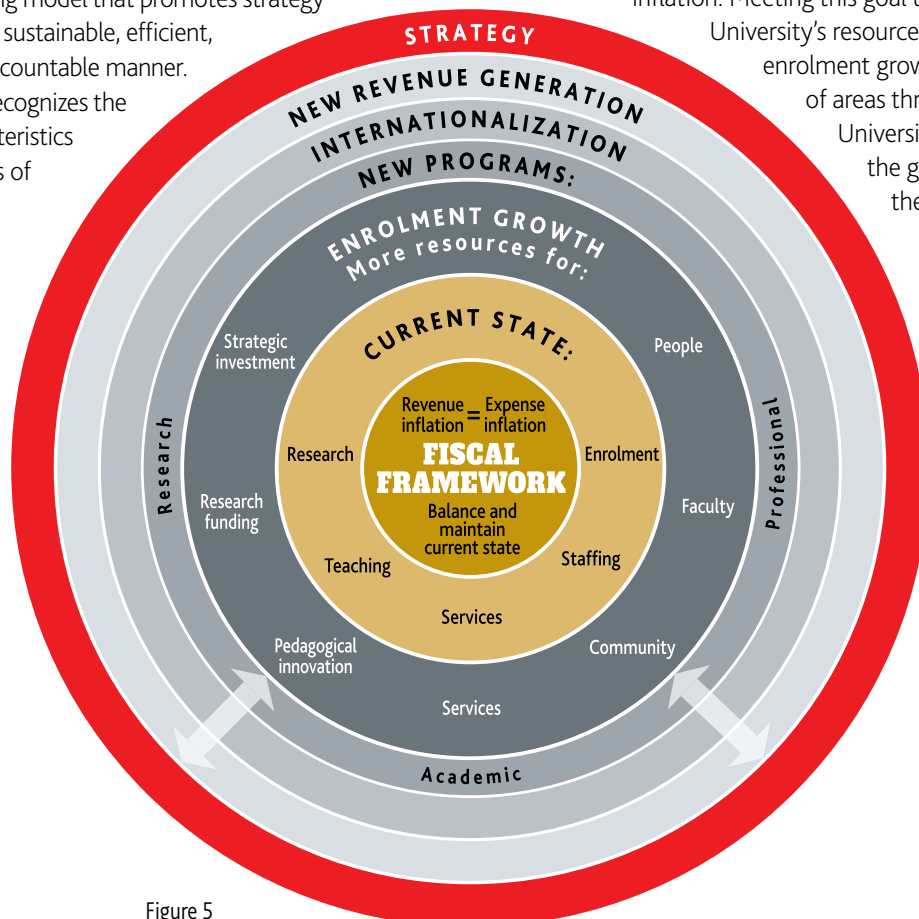 ng model that promotes strategy
sustainable, efficient,
ccountable manner.
ecognizes the
teristics
s of
inflation. Meeting this goal
University's resource
enrolment grow
of areas thr
Universi
the g
the
STRATEGY
NEW REVENUE GENERATION
INTERNATIONALIZATION
NEW PROGRAMS:
ENROLMENT GROWTH
More resources for:
CURRENT STATE:
Strategic
investment
People
Revenue inflation = Expense inflation
FISCAL
FRAMEWORK
Balance and
maintain
current state
Research
Enrolment
Research
Professional
Research
funding
Faculty
Teaching
Staffing
Services
Pedagogical
innovation
Community
Services
Academic
Figure 5